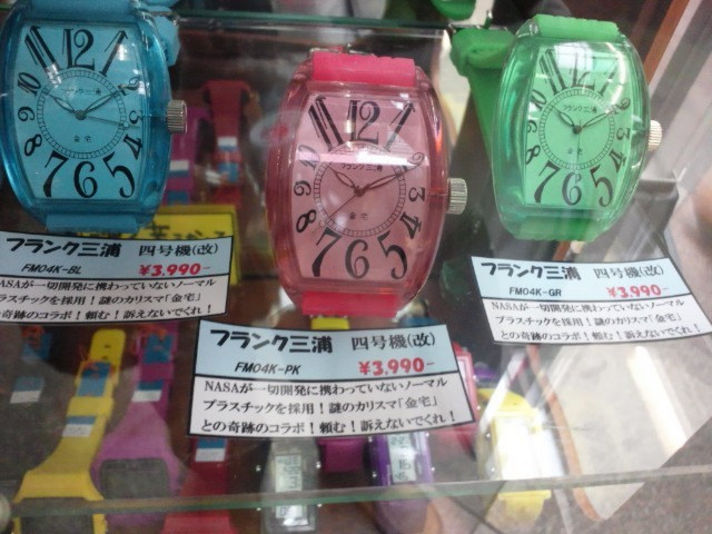 フランク三浦
金宅
フランク三浦 四号機(改)
FM04K-BL ¥3,990-
NASAが一切開発に携わっていないノーマル
プラスチックを採用！謎のカリスマ「金宅」
との奇跡のコラボ！頼む！訴えないでくれ！
12
フランク三浦
金宅
フランク三浦 四号機(改)
FM04K-PK ¥3,990-
NASAが一切開発に携わっていないノーマル
プラスチックを採用！謎のカリスマ「金宅」
との奇跡のコラボ！頼む！訴えないでくれ！
フランク三浦
金宅
フランク三浦 四号機(改)
FM04K-GR ¥3,990-
NASAが一切開発に携わっていないノーマル
プラスチックを採用！謎のカリスマ「金宅」
との奇跡のコラボ！頼む！訴えないでくれ！